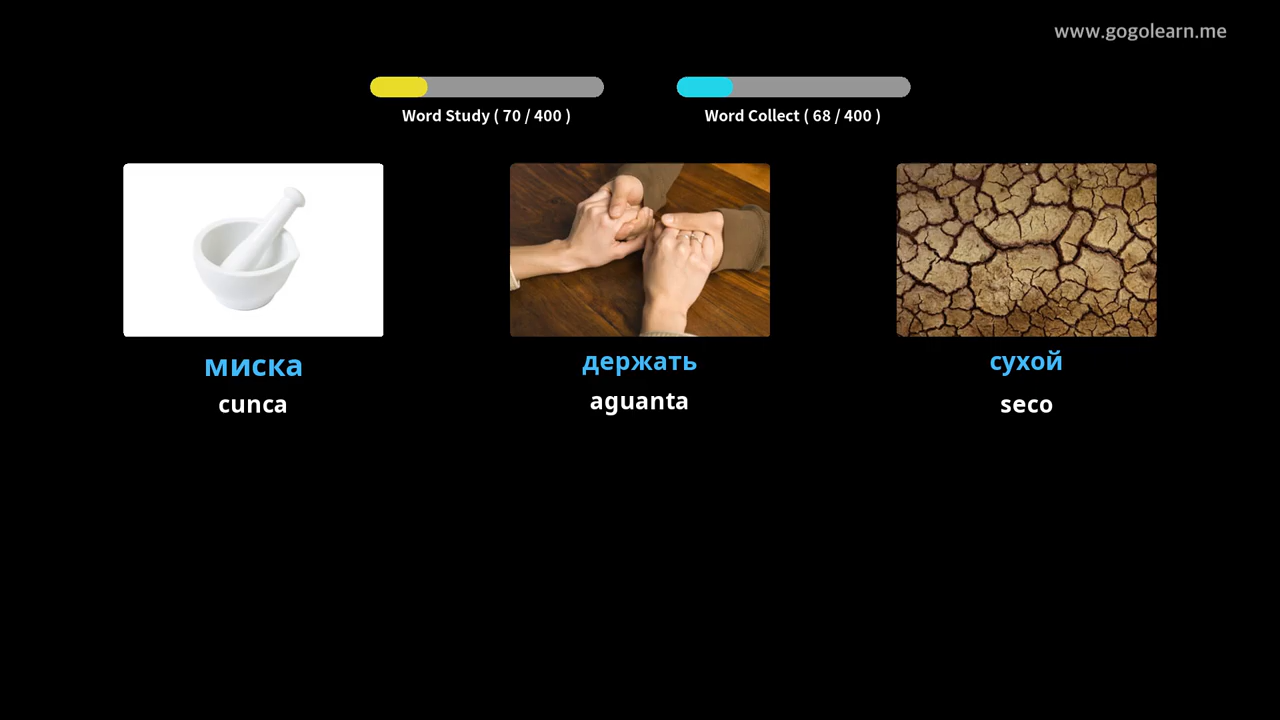 www.gogolearn.me
Word Study ( 70 / 400 )
Word Collect ( 68 / 400 )
миска
cunca
держать
aguanta
сухой
seco